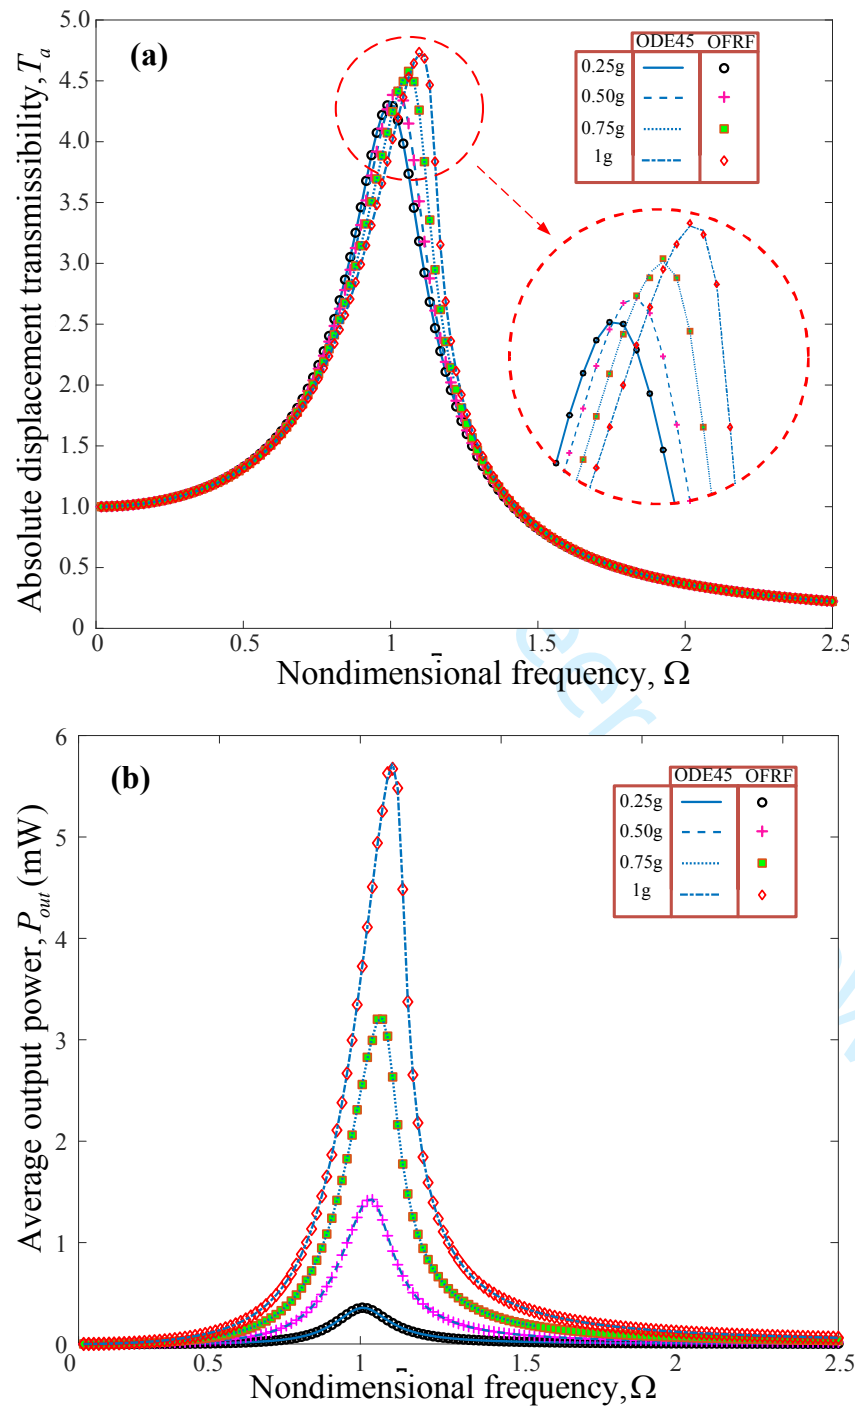 (a)
ODE45 OFRF
0.25g
0.50g
0.75g
1g
Absolute displacement transmissibility, Tₐ
5.0
4.5
4.0
3.5
3.0
2.5
2.0
1.5
1.0
0.5
0
0 0.5 1 1.5 2 2.5
Nondimensional frequency, Ω
eer
(b)
ODE45 OFRF
0.25g
0.50g
0.75g
1g
Average output power, P_out (mW)
6
5
4
3
2
1
0
0 0.5 1 1.5 2 2.5
Nondimensional frequency, Ω